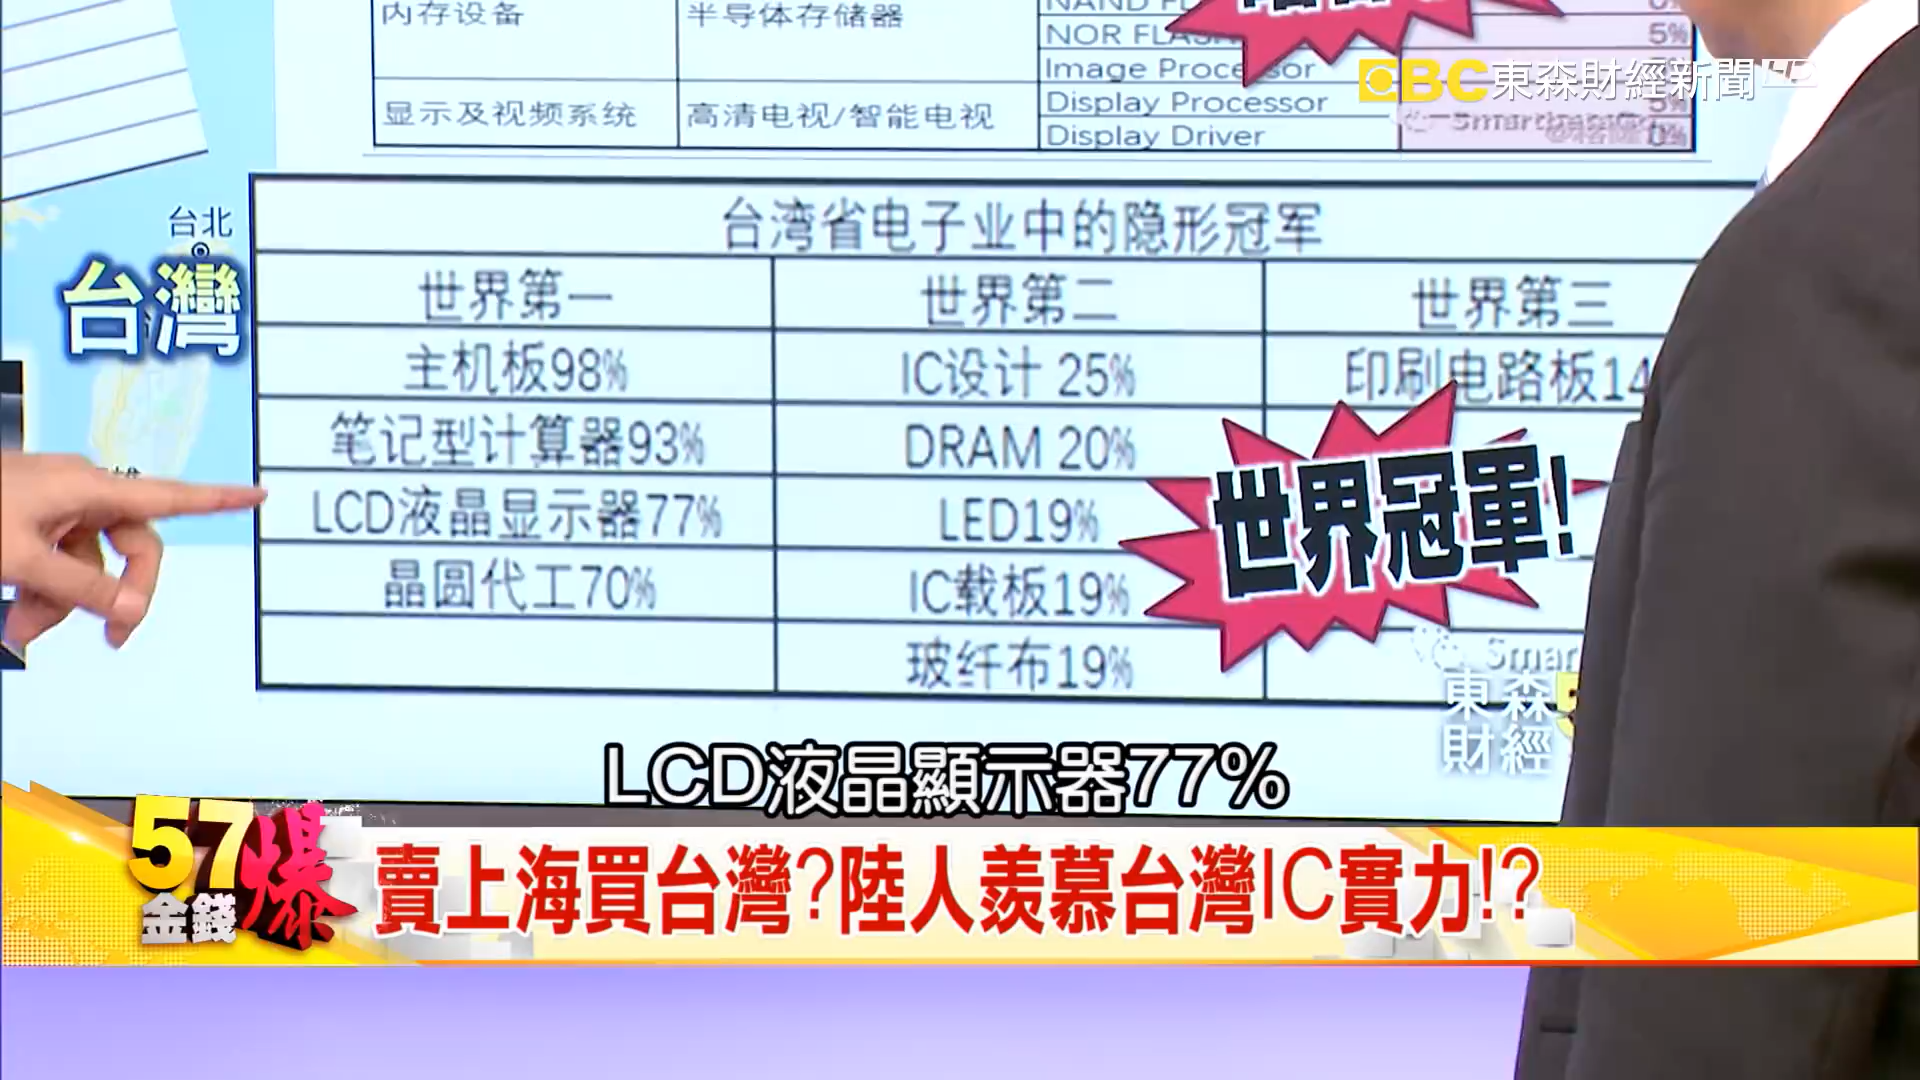 内存设备
半导体存储器
NOR FLASH
5%
Image Processor
显示及视频系统
高清电视/智能电视
Display Processor
5%
Display Driver
0%
EBC東森財經新聞HD
台北
台灣
台湾省电子业中的隐形冠军
世界第一
世界第二
世界第三
主机板98%
IC设计 25%
印刷电路板14
笔记型计算器93%
DRAM 20%
LCD液晶显示器77%
LED19%
世界冠軍!
晶圆代工70%
IC载板19%
玻纤布19%
Smar
東森
財經
LCD液晶顯示器77%
57
金錢
爆
賣上海買台灣?陸人羨慕台灣IC實力!?